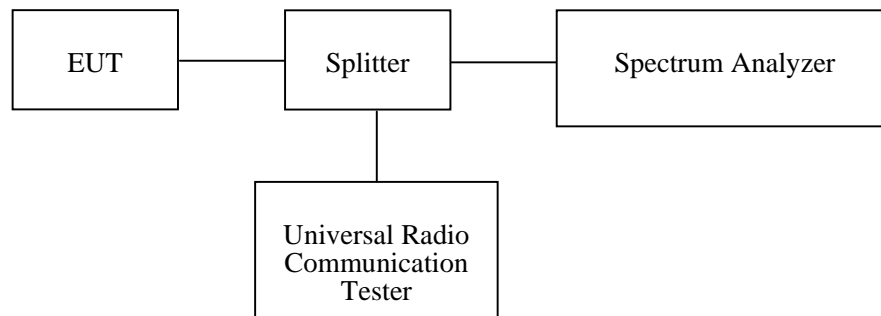 EUT
Splitter
Spectrum Analyzer
Universal Radio
Communication
Tester